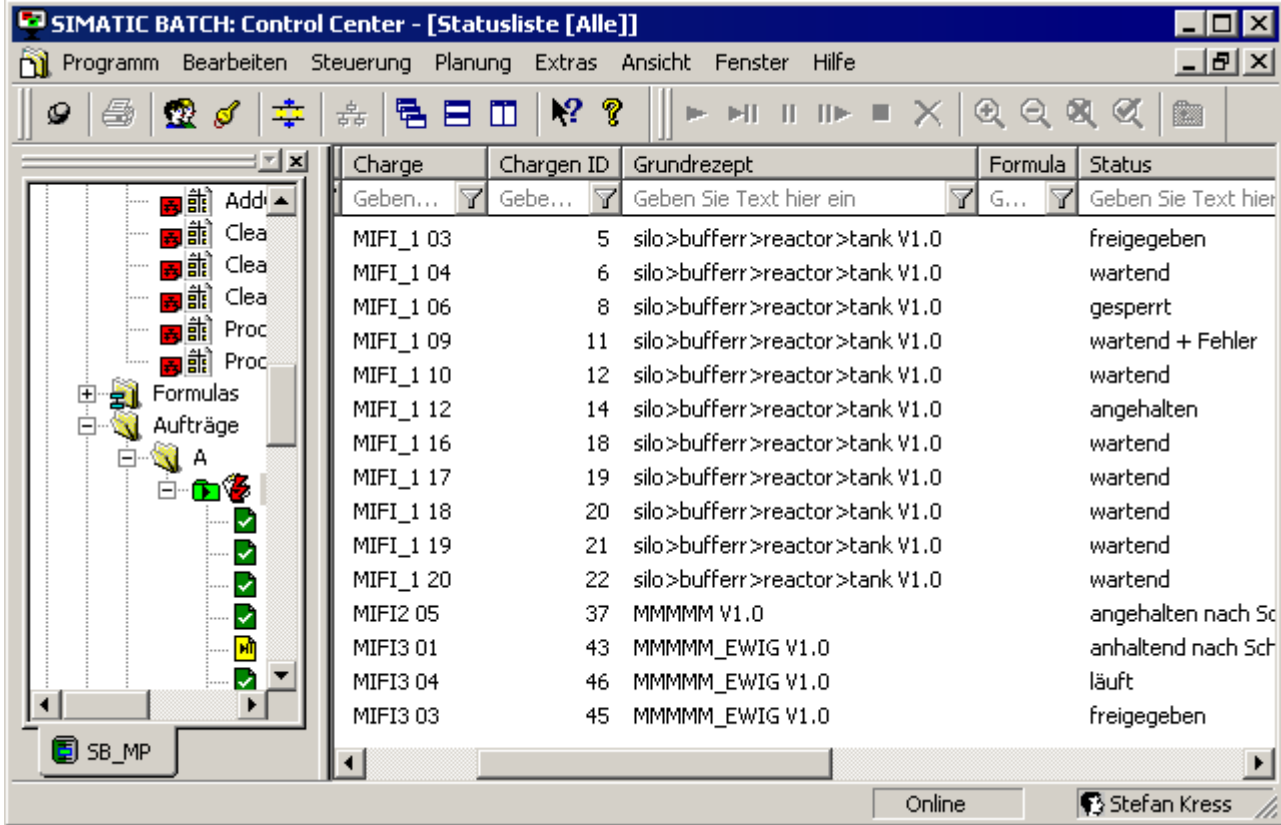 SIMATIC BATCH: Control Center - [Statusliste [Alle]]
Programm Bearbeiten Steuerung Planung Extras Ansicht Fenster Hilfe
Charge Chargen ID Grundrezept Formula Status
Geben... Gebe... Geben Sie Text hier ein G... Geben Sie Text hier
MIFI_1 03 5 silo>bufferr>reactor>tank V1.0 freigegeben
MIFI_1 04 6 silo>bufferr>reactor>tank V1.0 wartend
MIFI_1 06 8 silo>bufferr>reactor>tank V1.0 gesperrt
MIFI_1 09 11 silo>bufferr>reactor>tank V1.0 wartend + Fehler
MIFI_1 10 12 silo>bufferr>reactor>tank V1.0 wartend
MIFI_1 12 14 silo>bufferr>reactor>tank V1.0 angehalten
MIFI_1 16 18 silo>bufferr>reactor>tank V1.0 wartend
MIFI_1 17 19 silo>bufferr>reactor>tank V1.0 wartend
MIFI_1 18 20 silo>bufferr>reactor>tank V1.0 wartend
MIFI_1 19 21 silo>bufferr>reactor>tank V1.0 wartend
MIFI_1 20 22 silo>bufferr>reactor>tank V1.0 wartend
MIFI2 05 37 MMMMM V1.0 angehalten nach Sc
MIFI3 01 43 MMMMM_EWIG V1.0 anhaltend nach Sch
MIFI3 04 46 MMMMM_EWIG V1.0 läuft
MIFI3 03 45 MMMMM_EWIG V1.0 freigegeben
Add
Clea
Clea
Clea
Proc
Proc
Formulas
Aufträge
A
SB_MP
Online
Stefan Kress